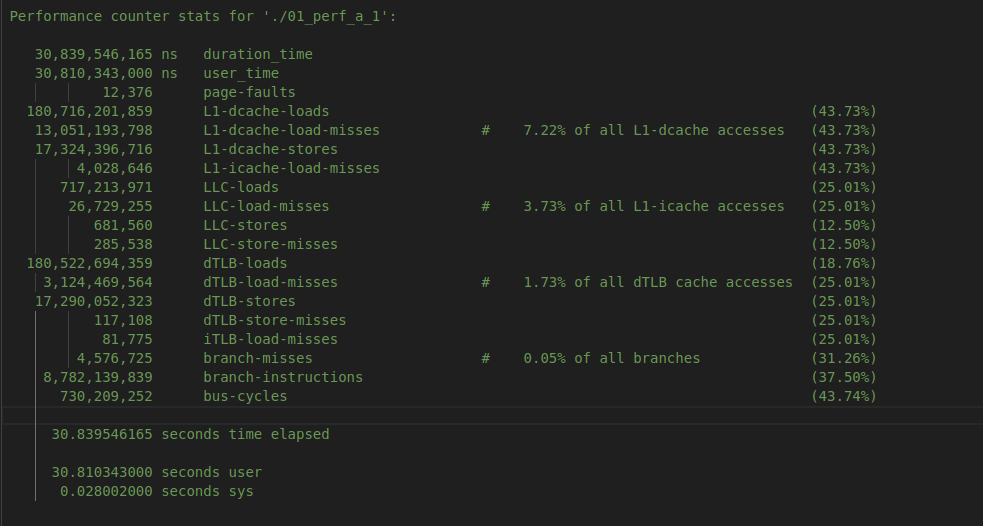 Performance counter stats for './01_perf_a_1':
30,839,546,165 ns duration_time
30,810,343,000 ns user_time
12,376 page-faults
180,716,201,859 L1-dcache-loads (43.73%)
13,051,193,798 L1-dcache-load-misses # 7.22% of all L1-dcache accesses (43.73%)
17,324,396,716 L1-dcache-stores (43.73%)
4,028,646 L1-icache-load-misses (43.73%)
717,213,971 LLC-loads (25.01%)
26,729,255 LLC-load-misses # 3.73% of all L1-icache accesses (25.01%)
681,560 LLC-stores (12.50%)
285,538 LLC-store-misses (12.50%)
180,522,694,359 dTLB-loads (18.76%)
3,124,469,564 dTLB-load-misses # 1.73% of all dTLB cache accesses (25.01%)
17,290,052,323 dTLB-stores (25.01%)
117,108 dTLB-store-misses (25.01%)
81,775 iTLB-load-misses (25.01%)
4,576,725 branch-misses # 0.05% of all branches (31.26%)
8,782,139,839 branch-instructions (37.50%)
730,209,252 bus-cycles (43.74%)
30.839546165 seconds time elapsed
30.810343000 seconds user
0.028002000 seconds sys